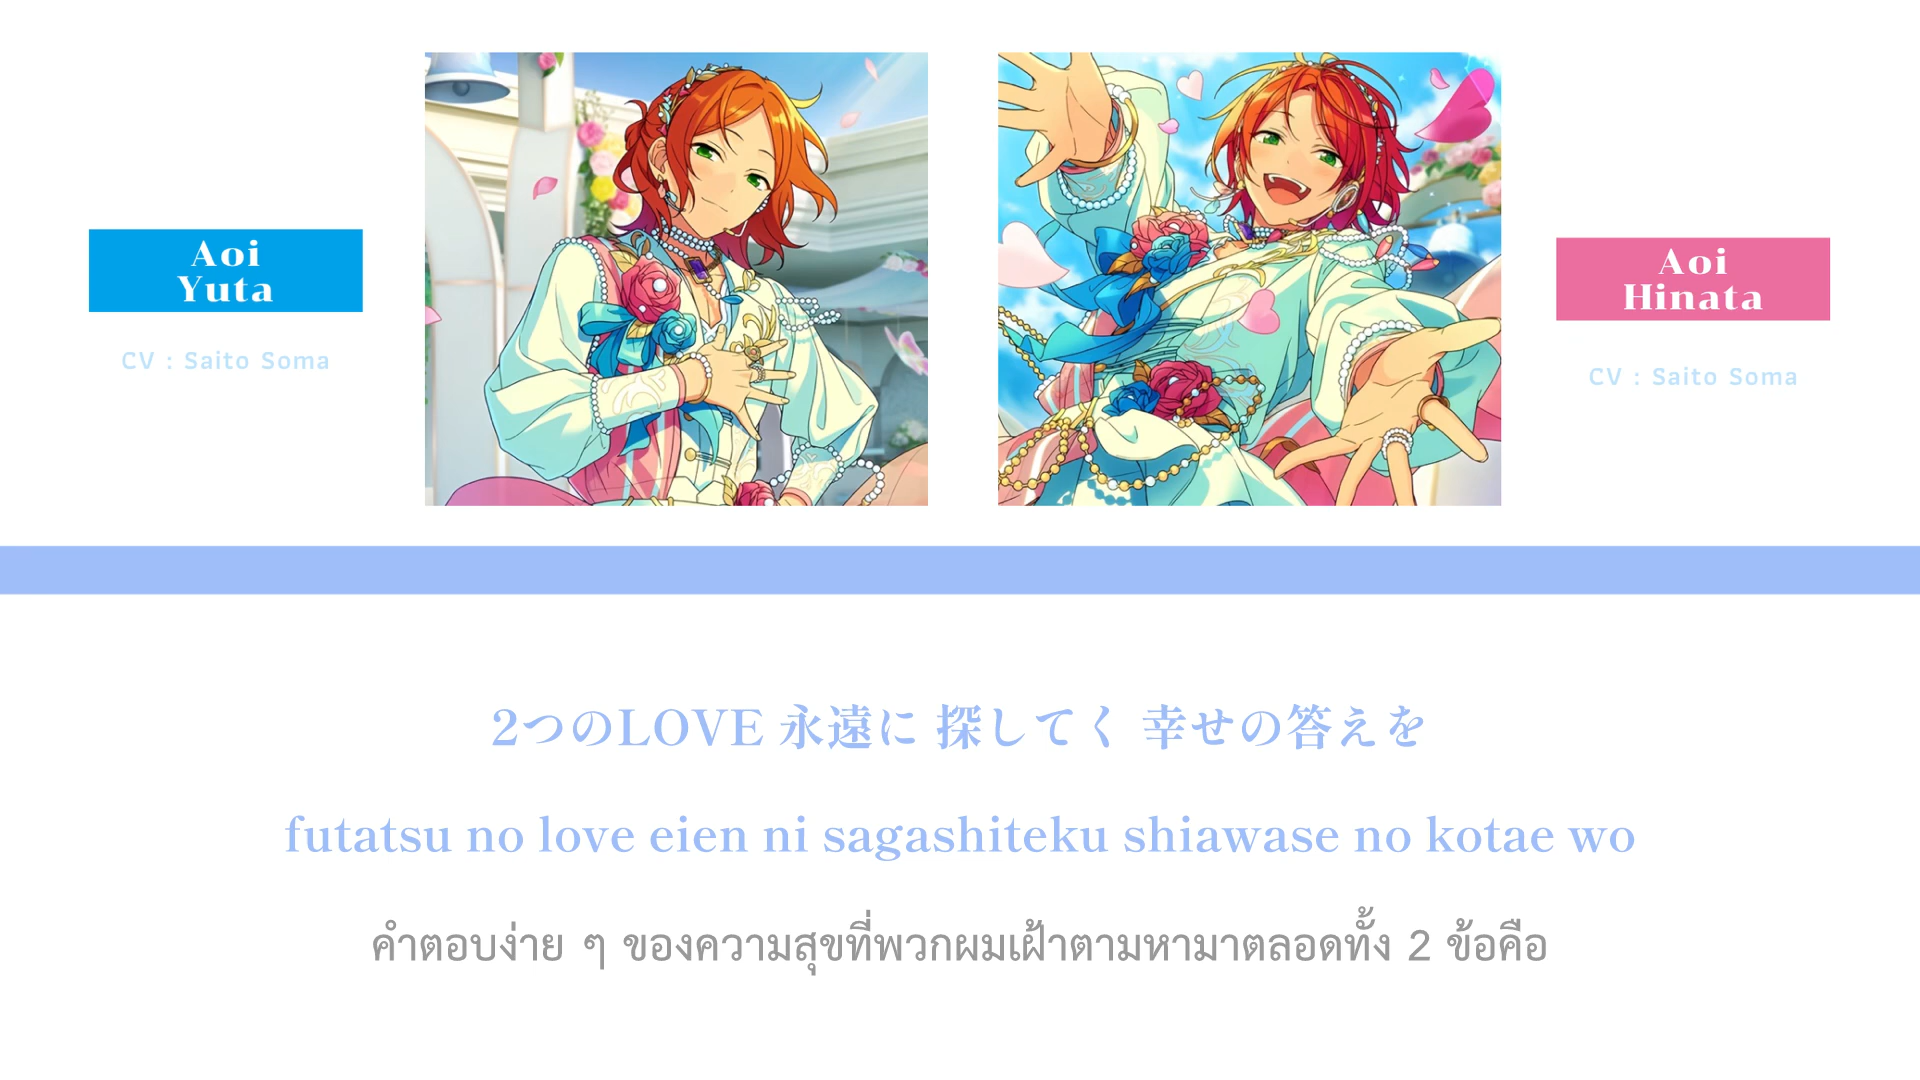 Aoi
Yuta
CV : Saito Soma
Aoi
Hinata
CV : Saito Soma
2つのLOVE 永遠に 探してく 幸せの答えを
futatsu no love eien ni sagashiteku shiawase no kotae wo
คำตอบง่าย ๆ ของความสุขที่พวกผมเฝ้าตามหามาตลอดทั้ง 2 ข้อคือ